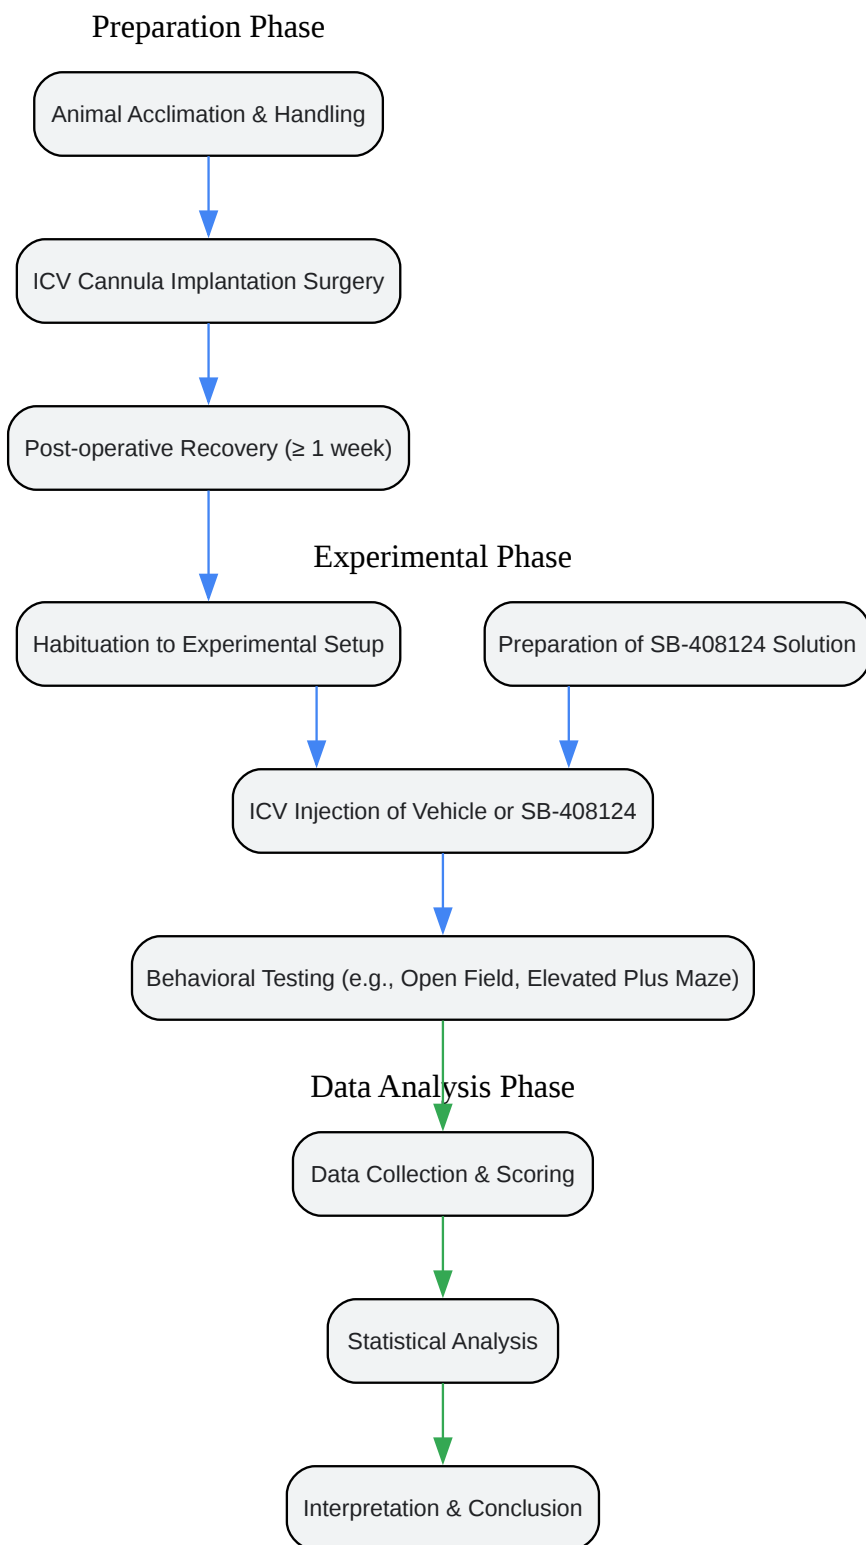 Preparation Phase
Animal Acclimation & Handling
ICV Cannula Implantation Surgery
Post-operative Recovery (≥ 1 week)
Experimental Phase
Habituation to Experimental Setup
Preparation of SB-408124 Solution
ICV Injection of Vehicle or SB-408124
Behavioral Testing (e.g., Open Field, Elevated Plus Maze)
Data Analysis Phase
Data Collection & Scoring
Statistical Analysis
Interpretation & Conclusion